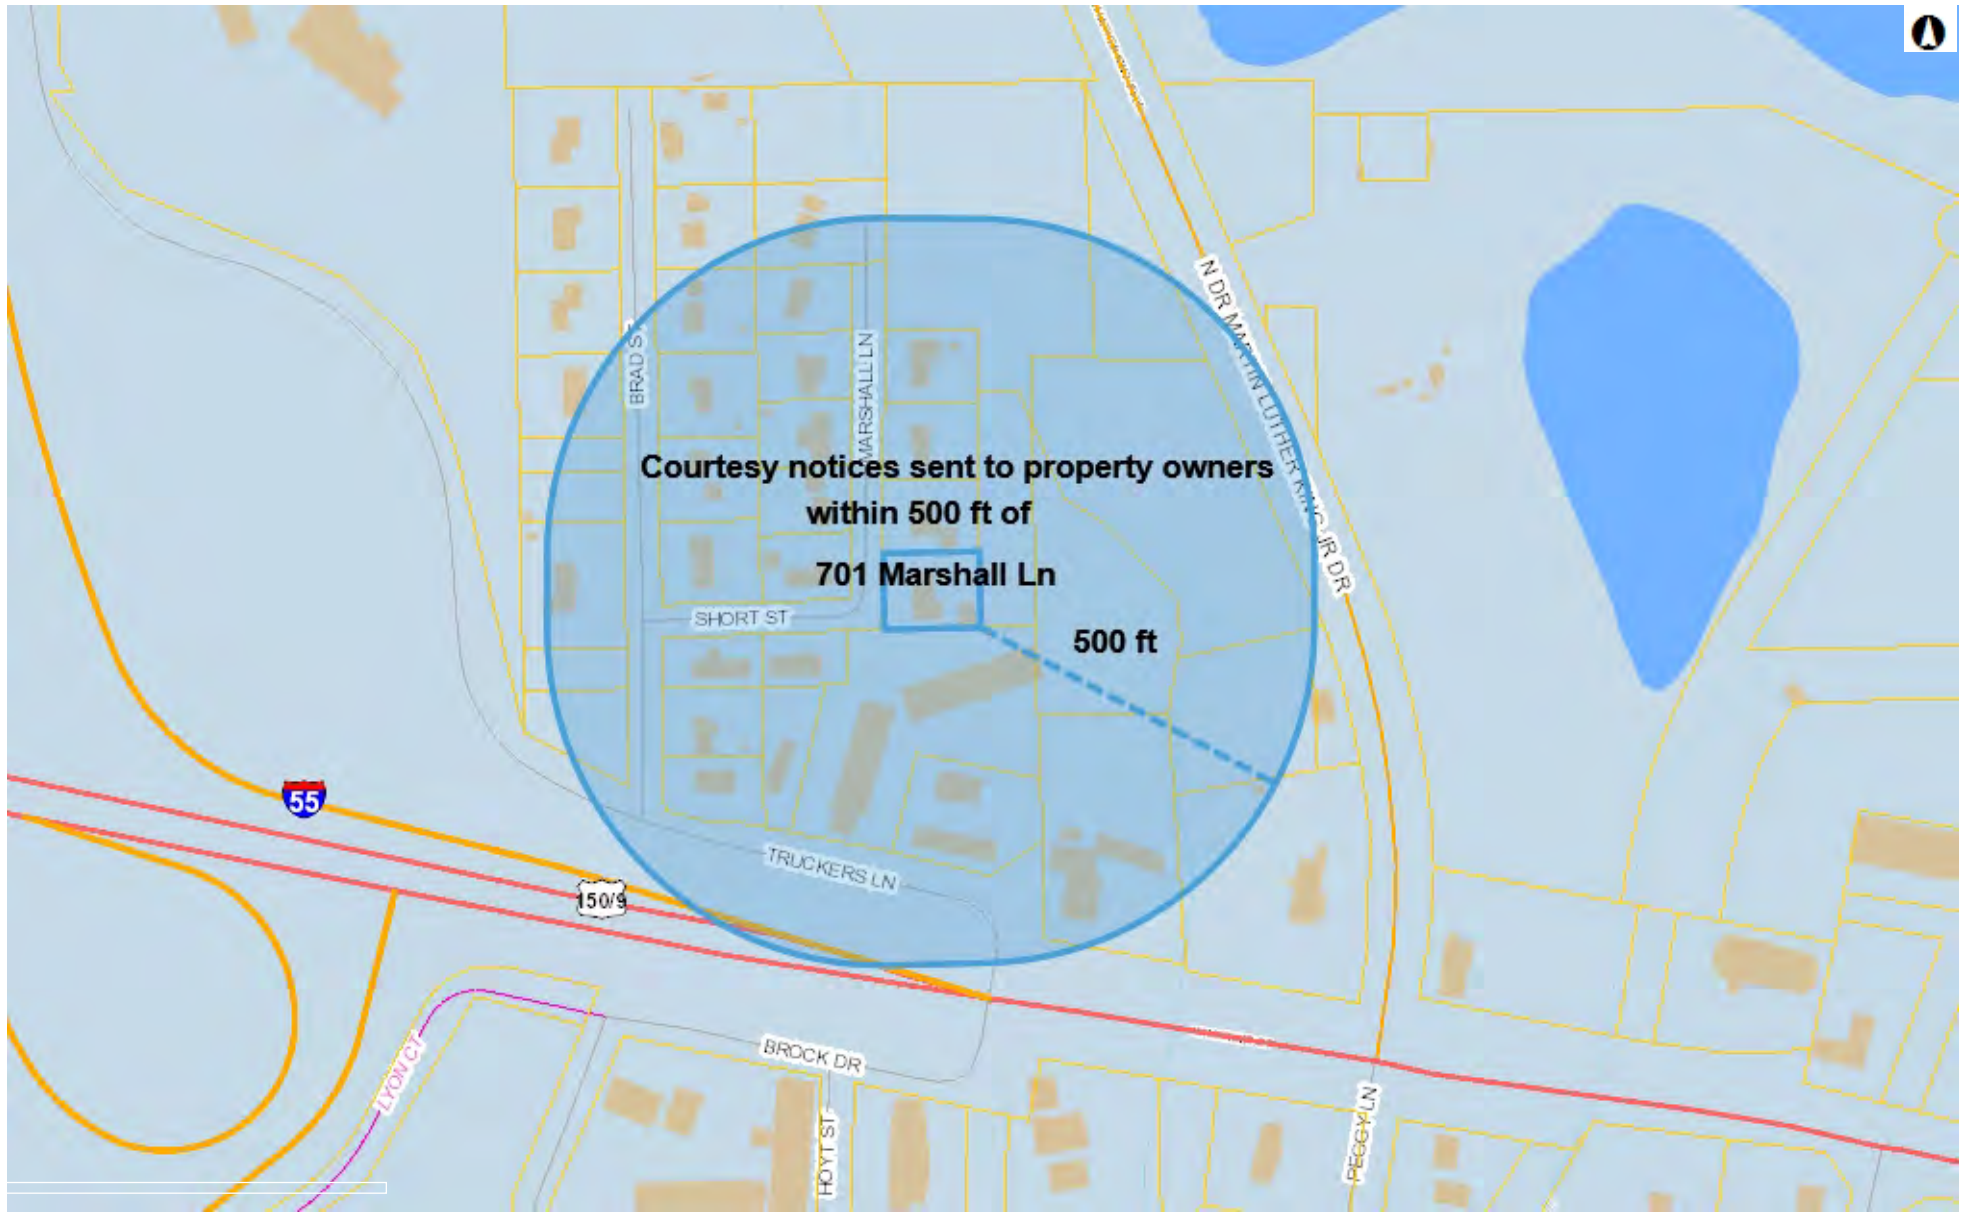 N DR MARTIN LUTHER KING JR DR
BRAD ST
MARSHALL LN
Courtesy notices sent to property owners
within 500 ft of
701 Marshall Ln
SHORT ST
500 ft
55
TRUCKERS LN
150/9
LYON CT
BROCK DR
HOYT ST
PEGGY LN